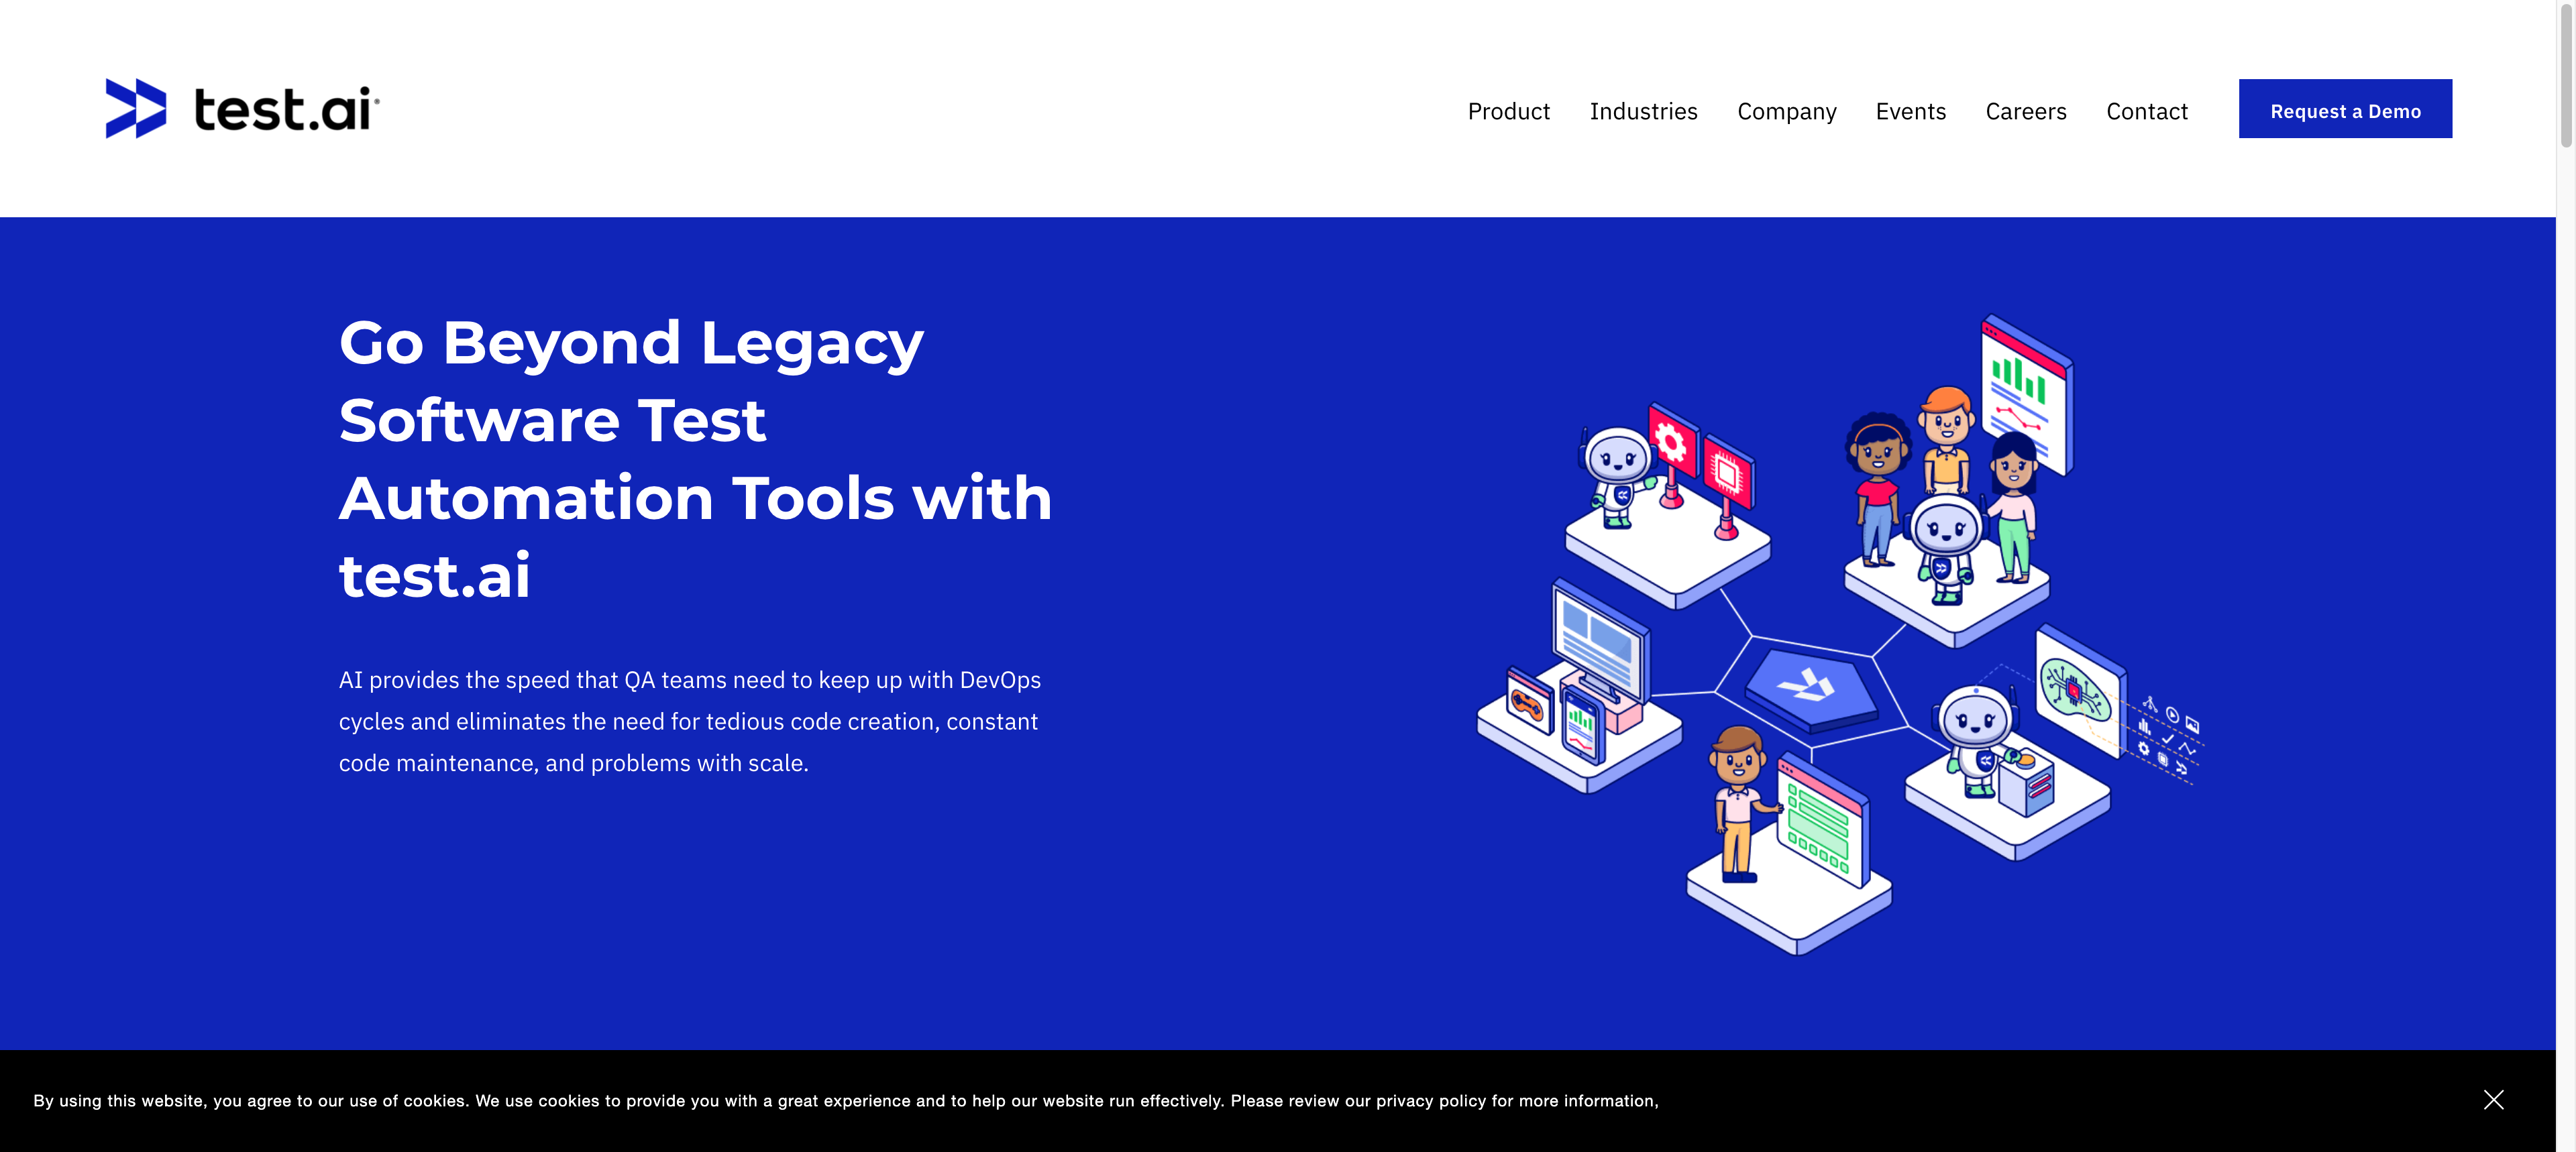 test.ai®
Product Industries Company Events Careers Contact Request a Demo
Go Beyond Legacy
Software Test
Automation Tools with
test.ai
AI provides the speed that QA teams need to keep up with DevOps
cycles and eliminates the need for tedious code creation, constant
code maintenance, and problems with scale.
By using this website, you agree to our use of cookies. We use cookies to provide you with a great experience and to help our website run effectively. Please review our privacy policy for more information,